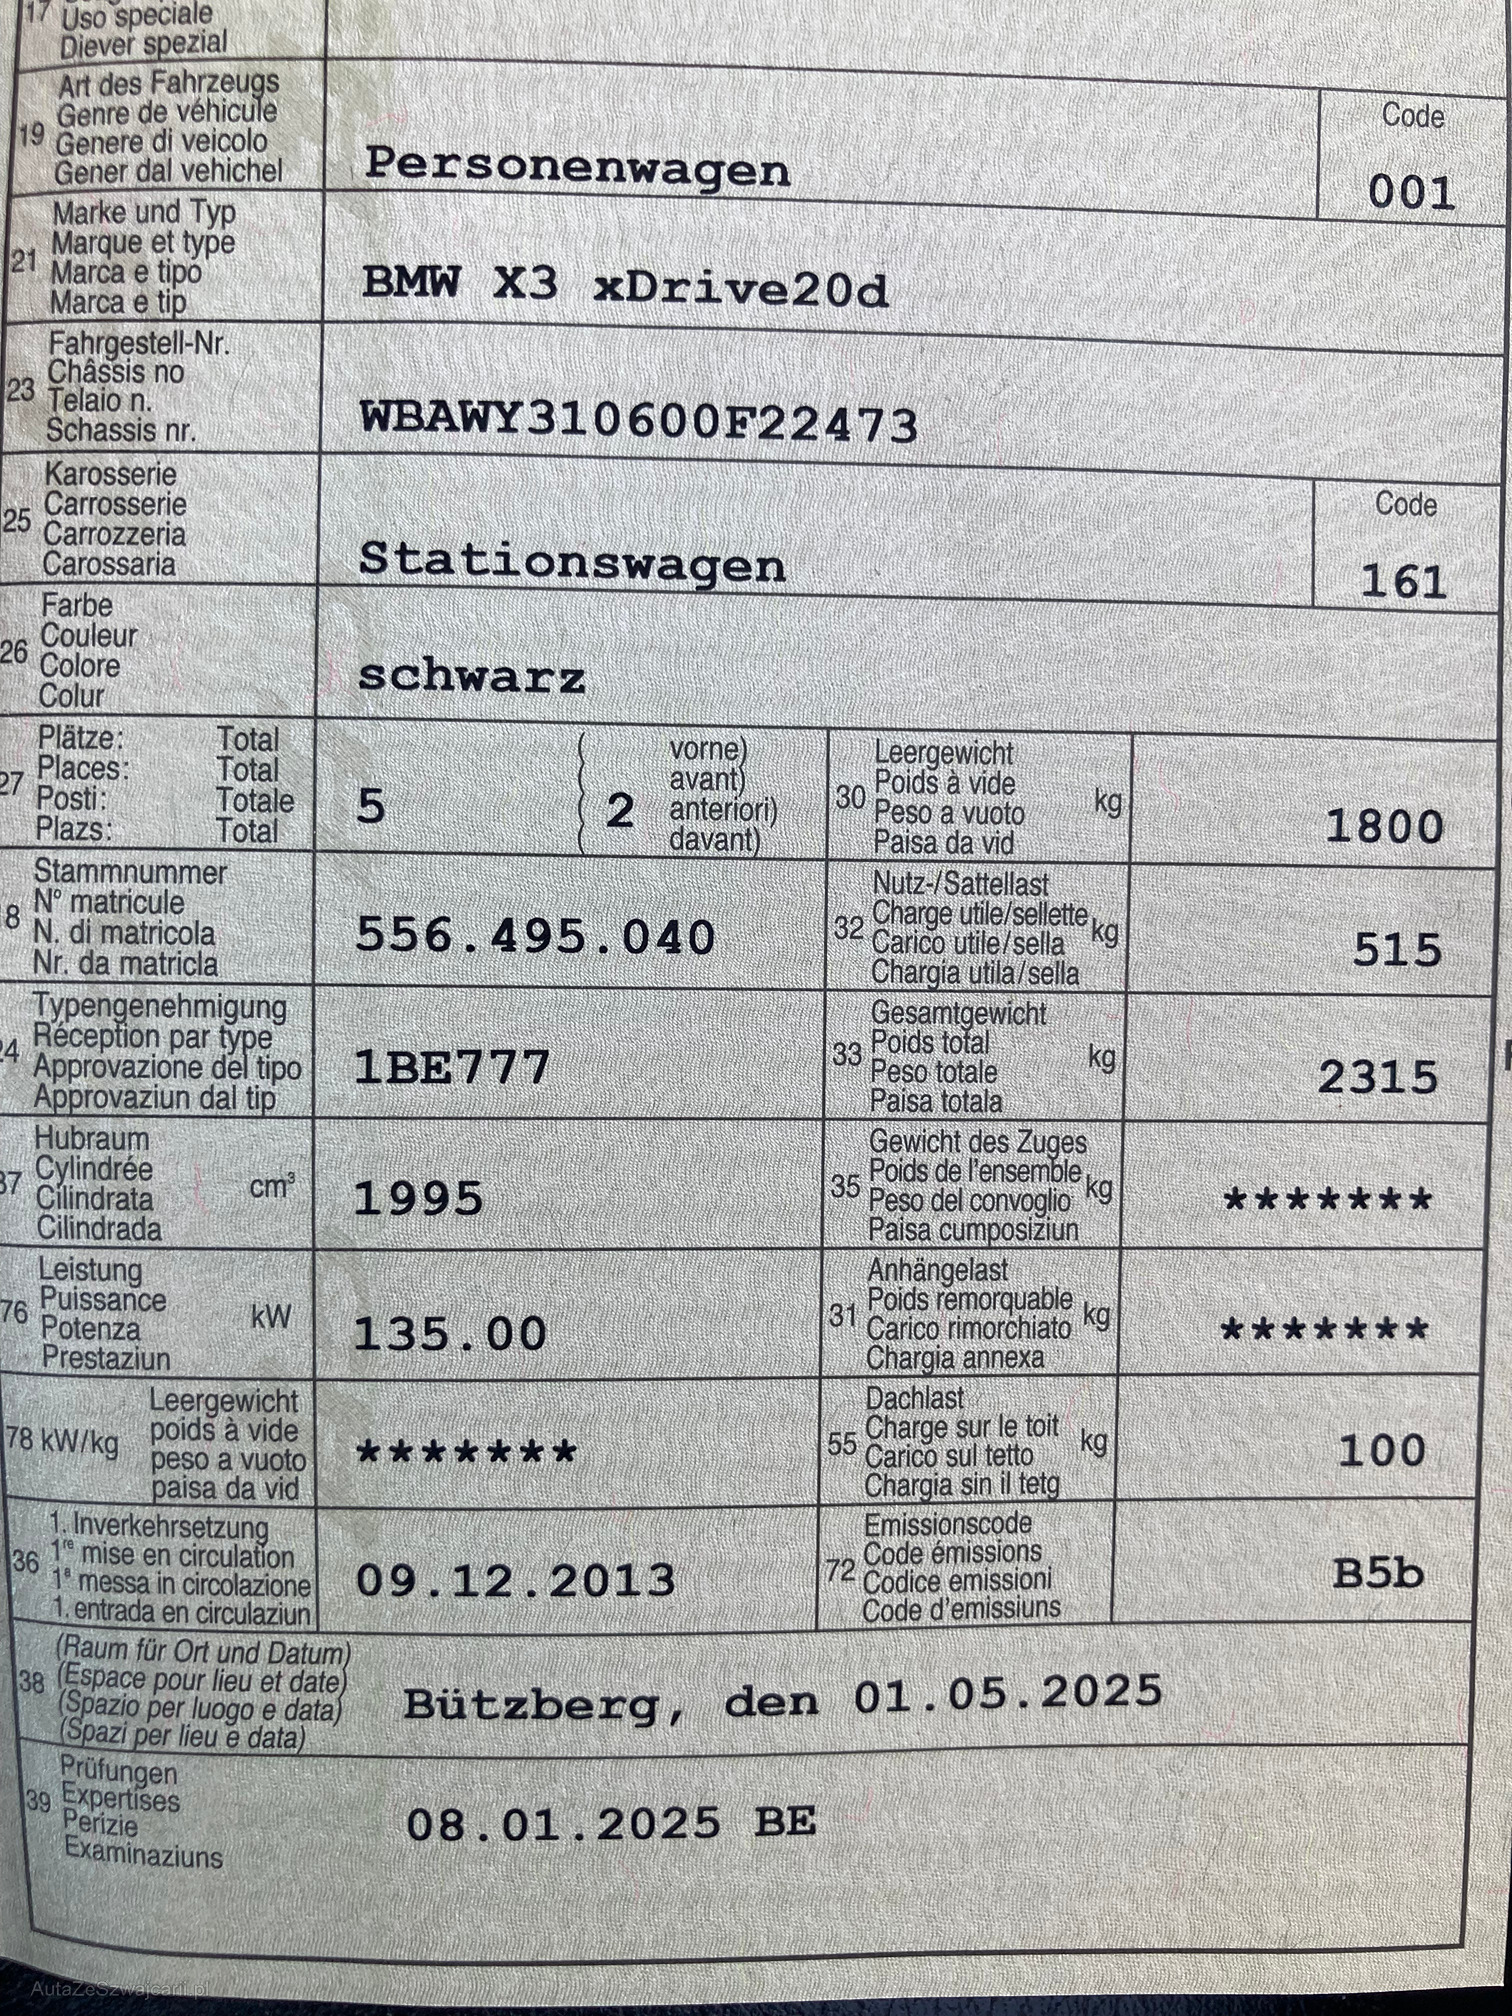 17 Uso speciale
Diever spezial
19 Art des Fahrzeugs
Genre de véhicule
Genere di veicolo
Gener dal vehichel
Personenwagen
Code
001
21 Marke und Typ
Marque et type
Marca e tipo
Marca e tip
BMW X3 xDrive20d
23 Fahrgestell-Nr.
Châssis no
Telaio n.
Schassis nr.
WBAWY310600F22473
25 Karosserie
Carrosserie
Carrozzeria
Carossaria
Stationswagen
Code
161
26 Farbe
Couleur
Colore
Colur
schwarz
27 Plätze: Total
Places: Total
Posti: Totale
Plazs: Total
5
( 2 vorne)
avant)
anteriori)
davant)
30 Leergewicht
Poids à vide
Peso a vuoto
Paisa da vid
kg
1800
8 Stammnummer
N° matricule
N. di matricola
Nr. da matricla
556.495.040
32 Nutz-/Sattellast
Charge utile/sellette
Carico utile/sella
Chargia utila/sella
kg
515
24 Typengenehmigung
Réception par type
Approvazione del tipo
Approvaziun dal tip
1BE777
33 Gesamtgewicht
Poids total
Peso totale
Paisa totala
kg
2315
37 Hubraum
Cylindrée
Cilindrata
Cilindrada
cm³
1995
35 Gewicht des Zuges
Poids de l'ensemble
Peso del convoglio
Paisa cumposiziun
kg
*******
76 Leistung
Puissance
Potenza
Prestaziun
kW
135.00
31 Anhängelast
Poids remorquable
Carico rimorchiato
Chargia annexa
kg
*******
78 kW/kg Leergewicht
poids à vide
peso a vuoto
paisa da vid
*******
55 Dachlast
Charge sur le toit
Carico sul tetto
Chargia sin il tetg
kg
100
36 1. Inverkehrsetzung
1re mise en circulation
1a messa in circolazione
1. entrada en circulaziun
09.12.2013
72 Emissionscode
Code émissions
Codice emissioni
Code d'emissiuns
B5b
38 (Raum für Ort und Datum)
(Espace pour lieu et date)
(Spazio per luogo e data)
(Spazi per lieu e data)
Bützberg, den 01.05.2025
39 Prüfungen
Expertises
Perizie
Examinaziuns
08.01.2025 BE
AutaZeSzwajcarii.pl